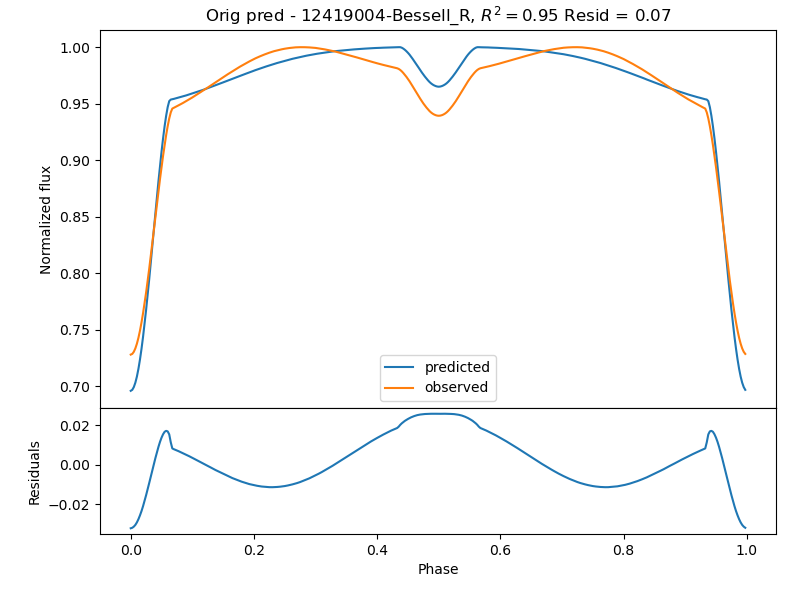 Orig pred - 12419004-Bessell_R, R² = 0.95 Resid = 0.07
1.00
0.95
0.90
0.85
0.80
0.75
0.70
Normalized flux
predicted
observed
0.02
0.00
−0.02
Residuals
0.0 0.2 0.4 0.6 0.8 1.0
Phase